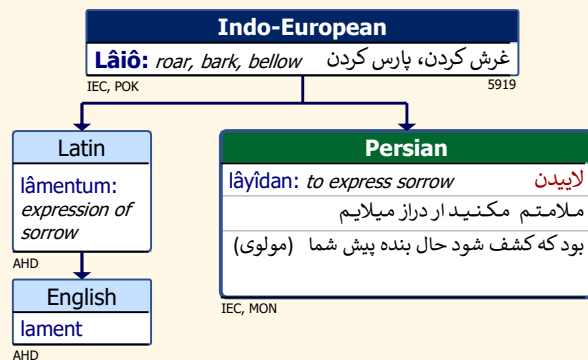 Indo-European
Lâiô: roar, bark, bellow غرش کردن، پارس کردن
IEC, POK 5919
Latin
lâmentum:
expression of
sorrow
AHD
English
lament
AHD
Persian
lâyîdan: to express sorrow لاییدن
ملامتم مکنید ار دراز میلایم
بود که کشف شود حال بنده پیش شما (مولوی)
IEC, MON